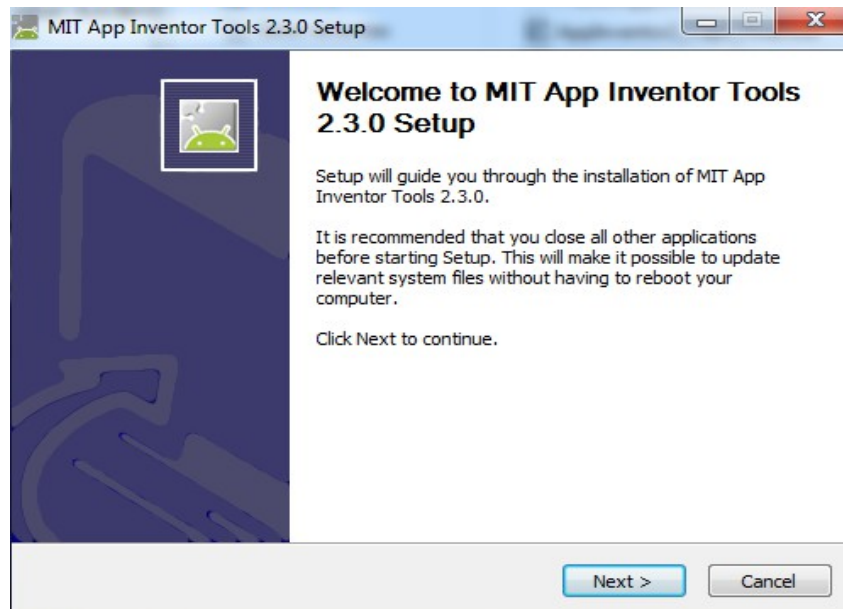 MIT App Inventor Tools 2.3.0 Setup
Welcome to MIT App Inventor Tools
2.3.0 Setup
Setup will guide you through the installation of MIT App
Inventor Tools 2.3.0.
It is recommended that you close all other applications
before starting Setup. This will make it possible to update
relevant system files without having to reboot your
computer.
Click Next to continue.
Next >
Cancel